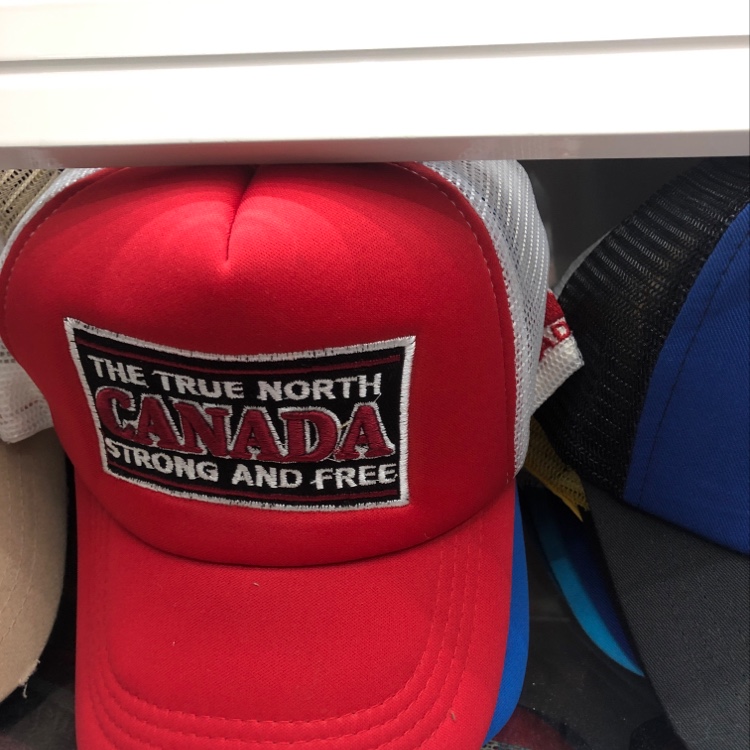 THE TRUE NORTH
CANADA
STRONG AND FREE